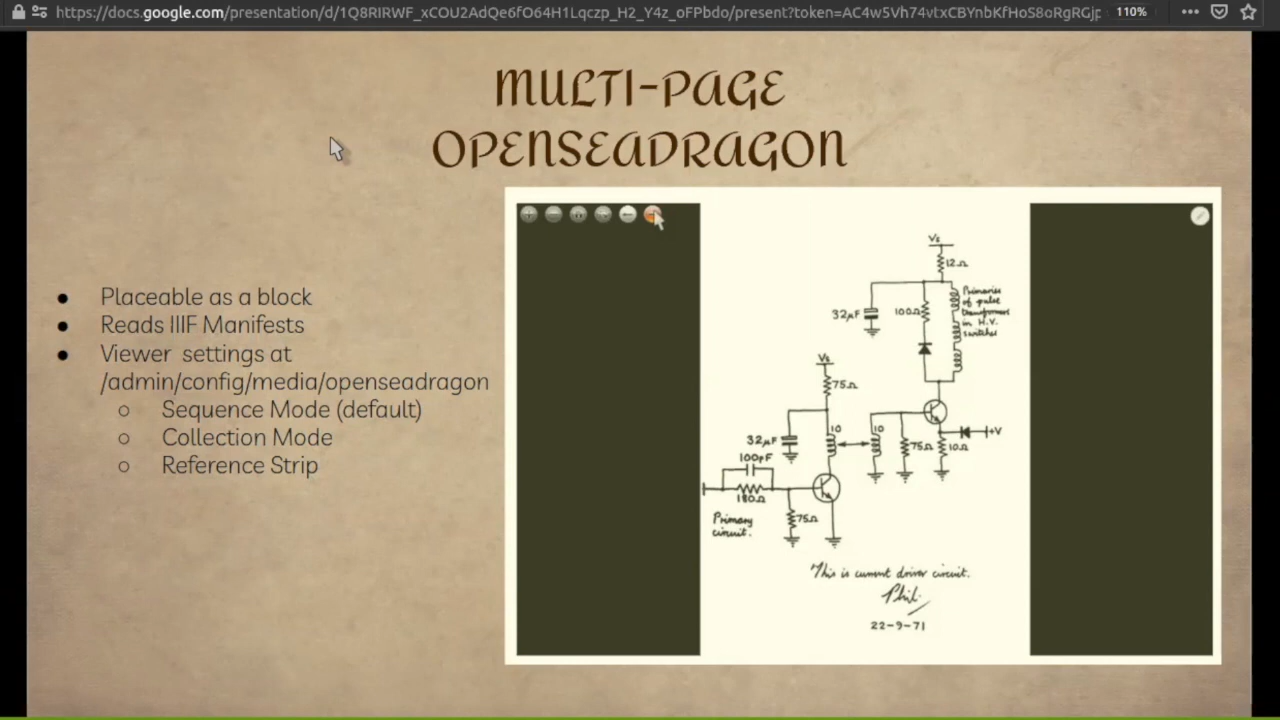 https://docs.google.com/presentation/d/1Q8RIRWF_xCOU2AdQe6fO64H1Lqczp_H2_Y4z_oFPbdo/present?token=AC4w5Vh74vtxCBYnbKfHoS8oRgRGjp
110%
MULTI-PAGE
OPENSEADRAGON
Placeable as a block
Reads IIIF Manifests
Viewer settings at
/admin/config/media/openseadragon
Sequence Mode (default)
Collection Mode
Reference Strip
Vs
12Ω
32µF
100Ω
Primaries
of pulse
transformers
in H.V.
switches
Vs
75Ω
32µF
10
10
75Ω
10Ω
+V
100pF
180Ω
75Ω
Primary
circuit.
This is current driver circuit.
Phil
22-9-71